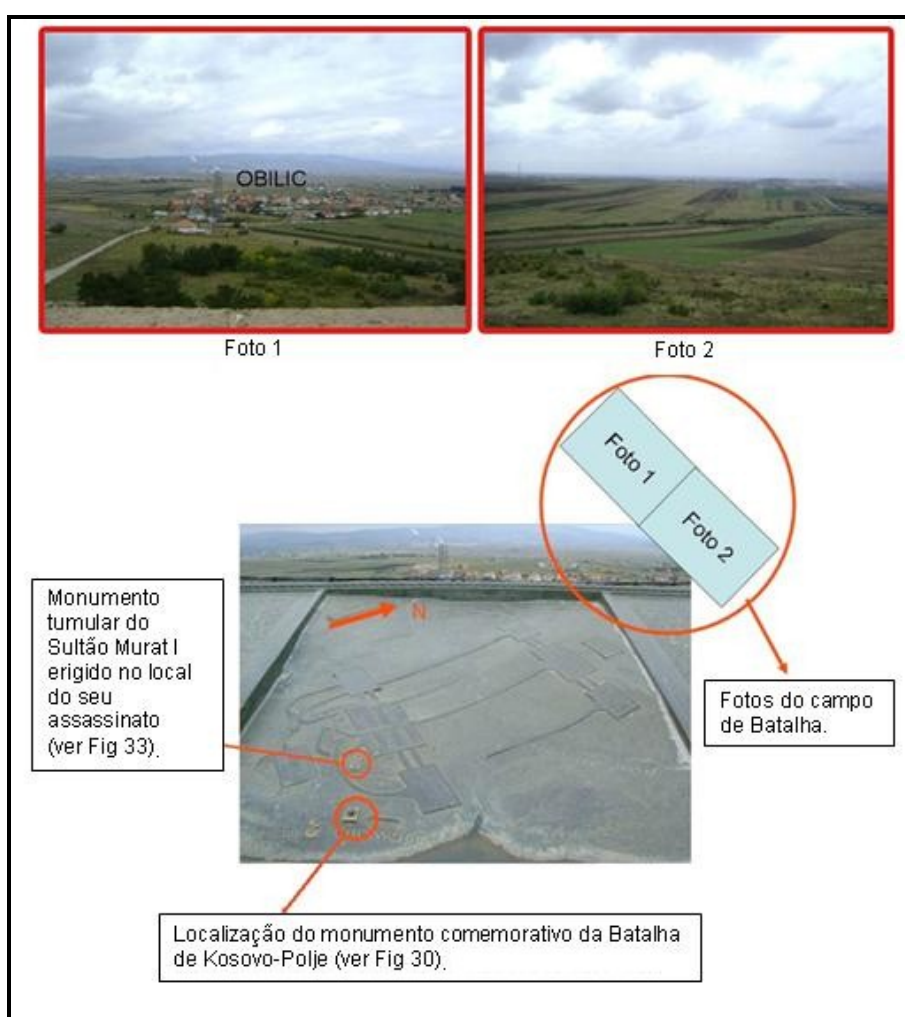 OBILIC
Foto 1
Foto 2
Foto 1
Foto 2
N
Monumento
tumular do
Sultão Murat I
erigido no local
do seu
assassinato
(ver Fig 33).
Fotos do campo
de Batalha.
Localização do monumento comemorativo da Batalha
de Kosovo-Polje (ver Fig 30).